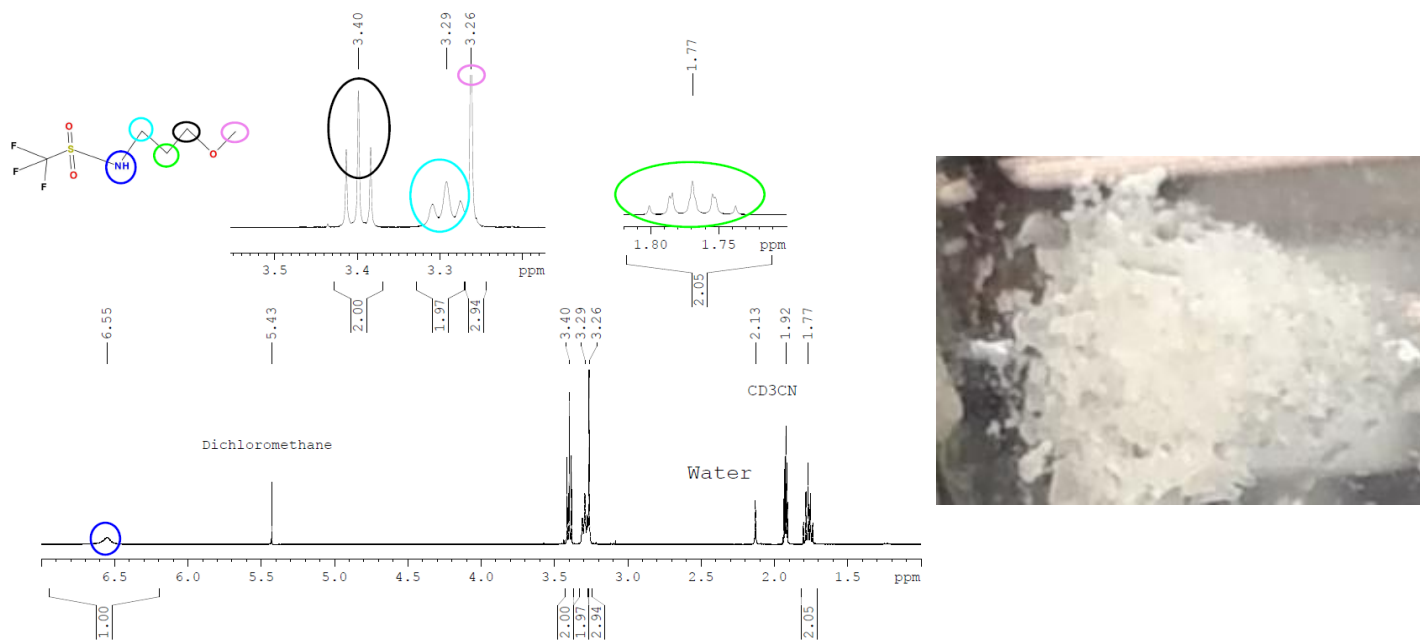 3.40
3.29
3.26
1.77
O
F
S
F
NH
O
F
O
3.5
3.4
3.3
ppm
1.80
1.75
ppm
2.00
1.97
2.94
2.05
6.55
5.43
3.40
3.29
3.26
2.13
1.92
1.77
CD3CN
Dichloromethane
Water
6.5
6.0
5.5
5.0
4.5
4.0
3.5
3.0
2.5
2.0
1.5
ppm
1.00
2.00
1.97
2.94
2.05